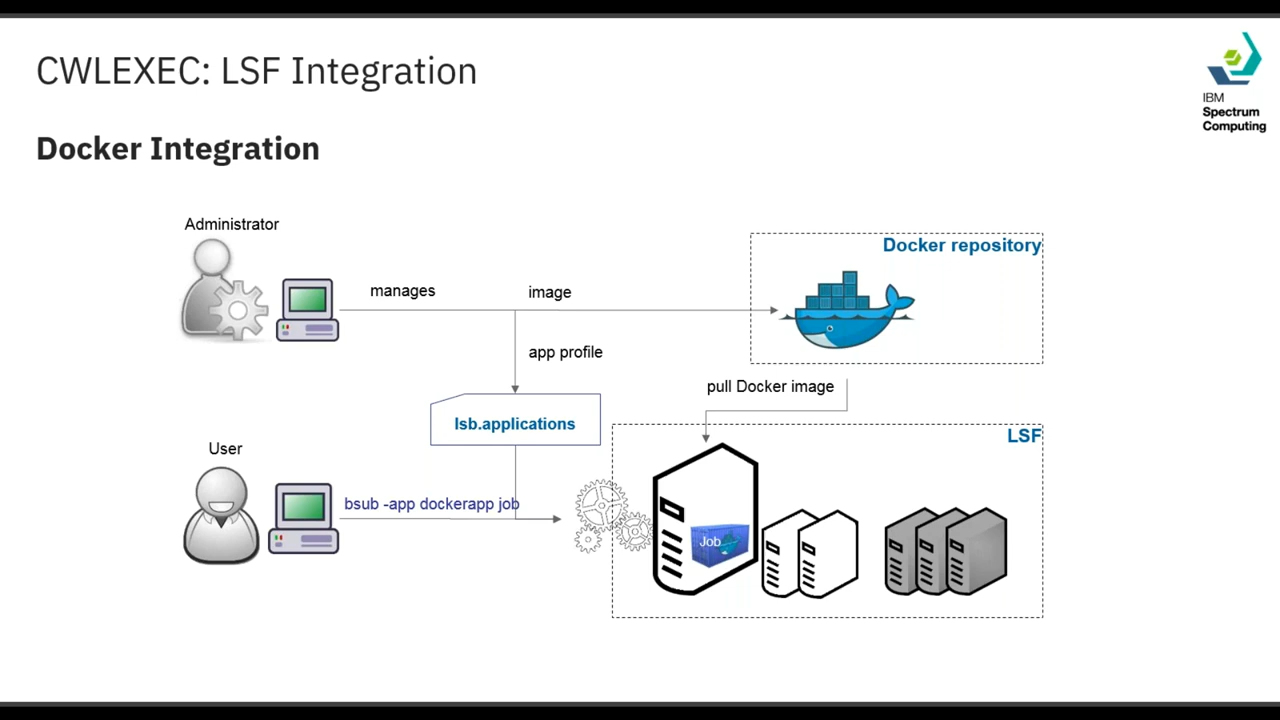 CWLEXEC: LSF Integration
IBM
Spectrum
Computing
Docker Integration
Administrator
Docker repository
manages
image
app profile
pull Docker image
lsb.applications
LSF
User
bsub -app dockerapp job
Job